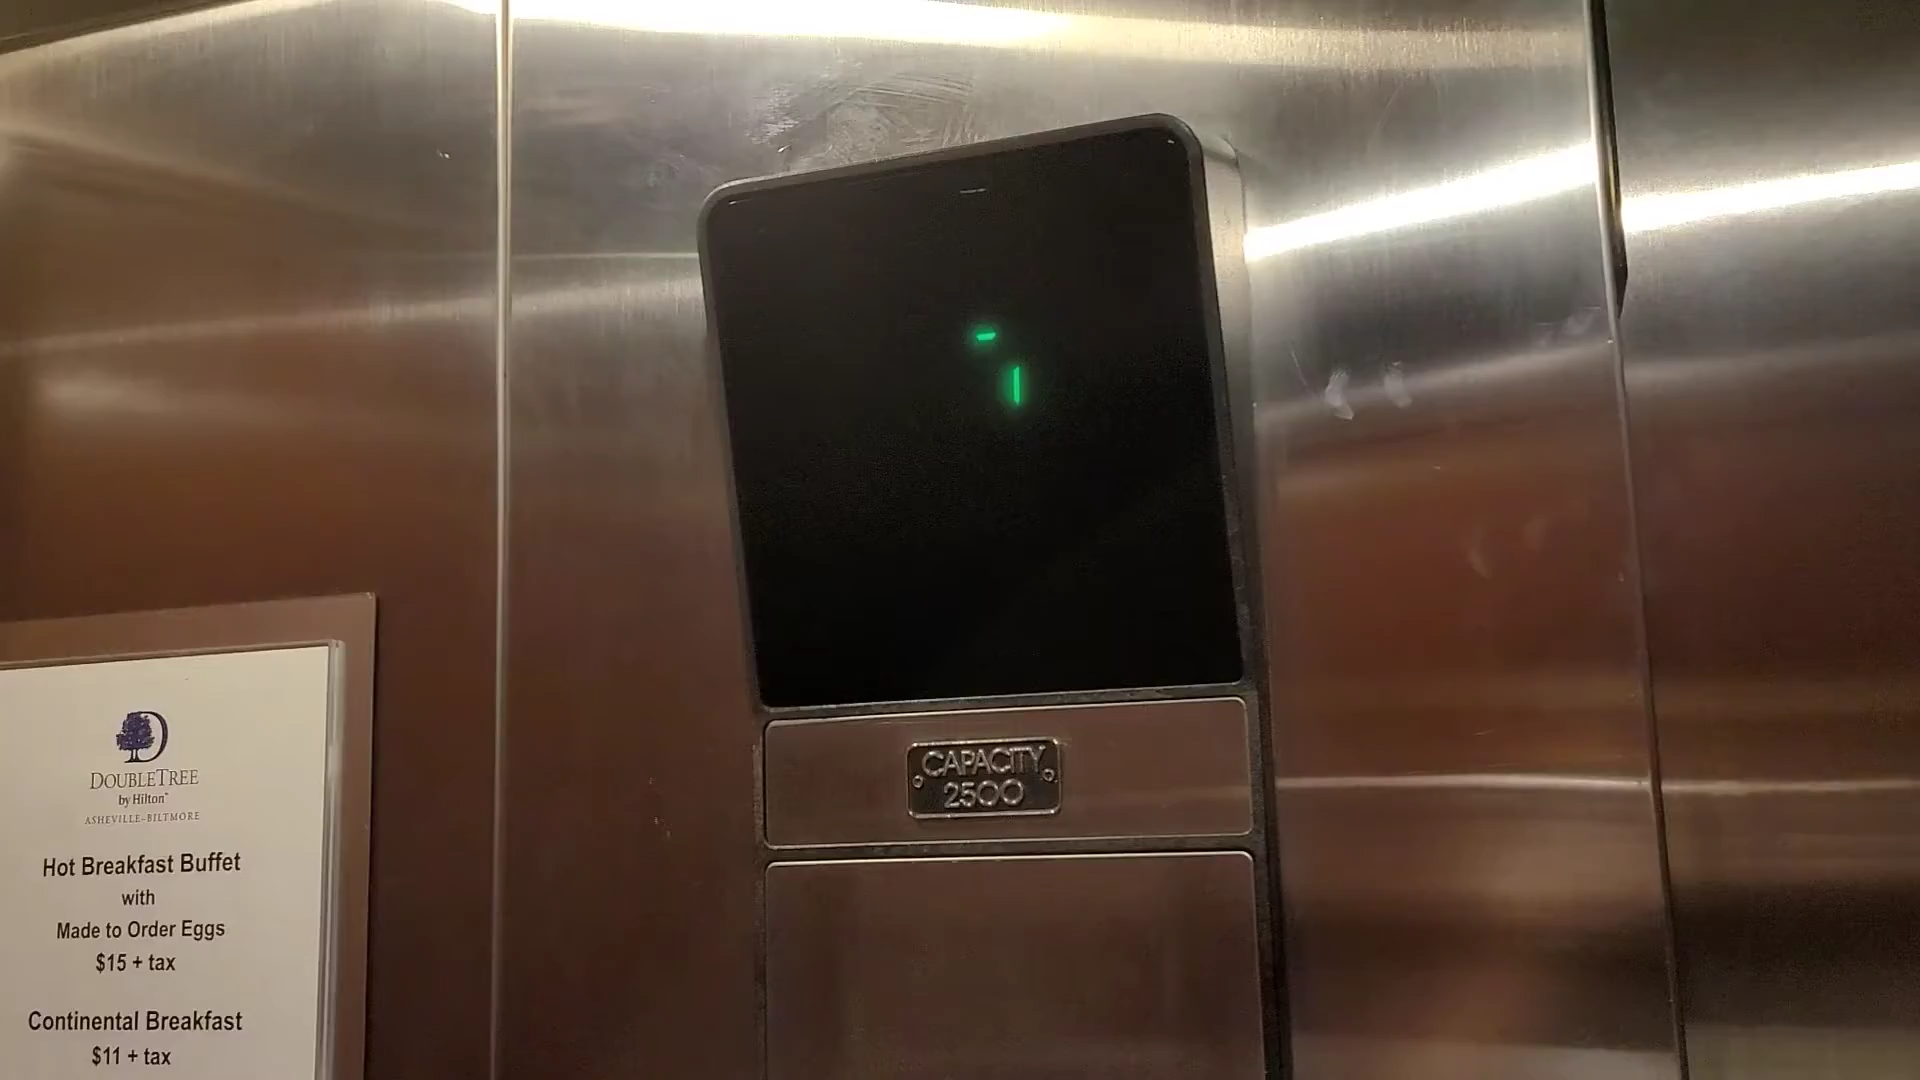 CAPACITY
2500
D
DOUBLETREE
by Hilton™
ASHEVILLE–BILTMORE
Hot Breakfast Buffet
with
Made to Order Eggs
$15 + tax
Continental Breakfast
$11 + tax